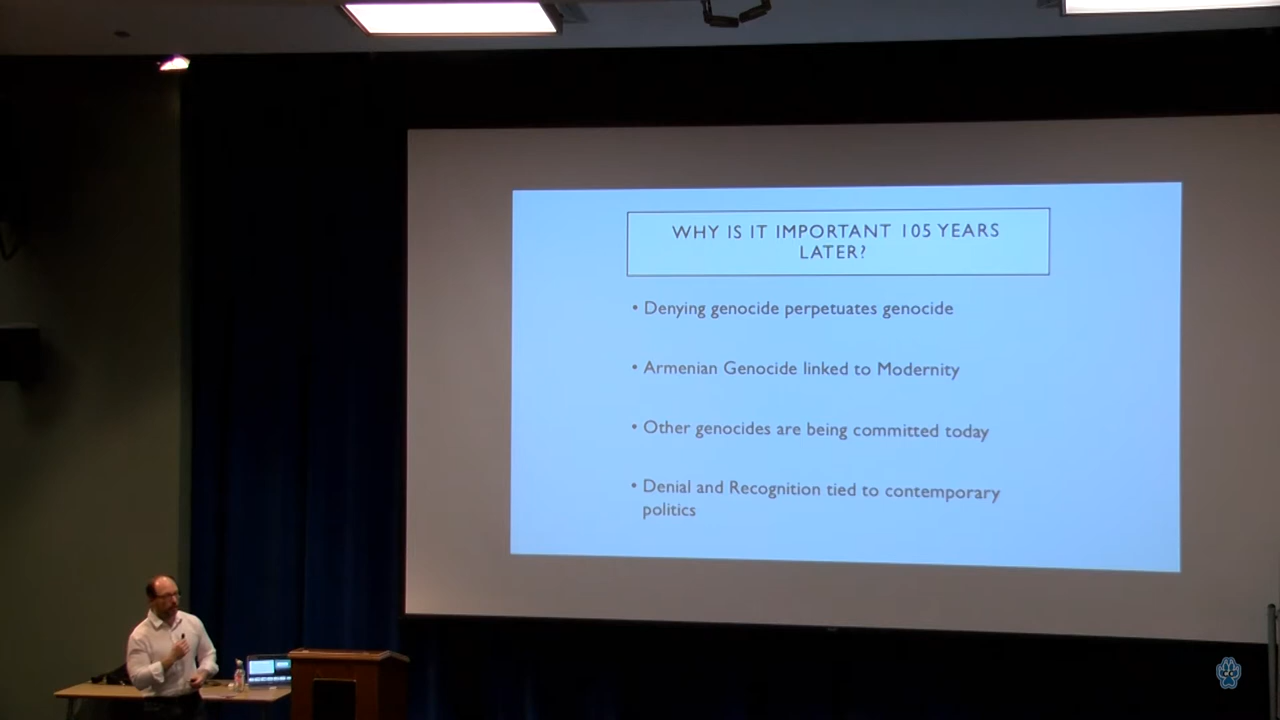 WHY IS IT IMPORTANT 105 YEARS
LATER?
• Denying genocide perpetuates genocide
• Armenian Genocide linked to Modernity
• Other genocides are being committed today
• Denial and Recognition tied to contemporary
politics